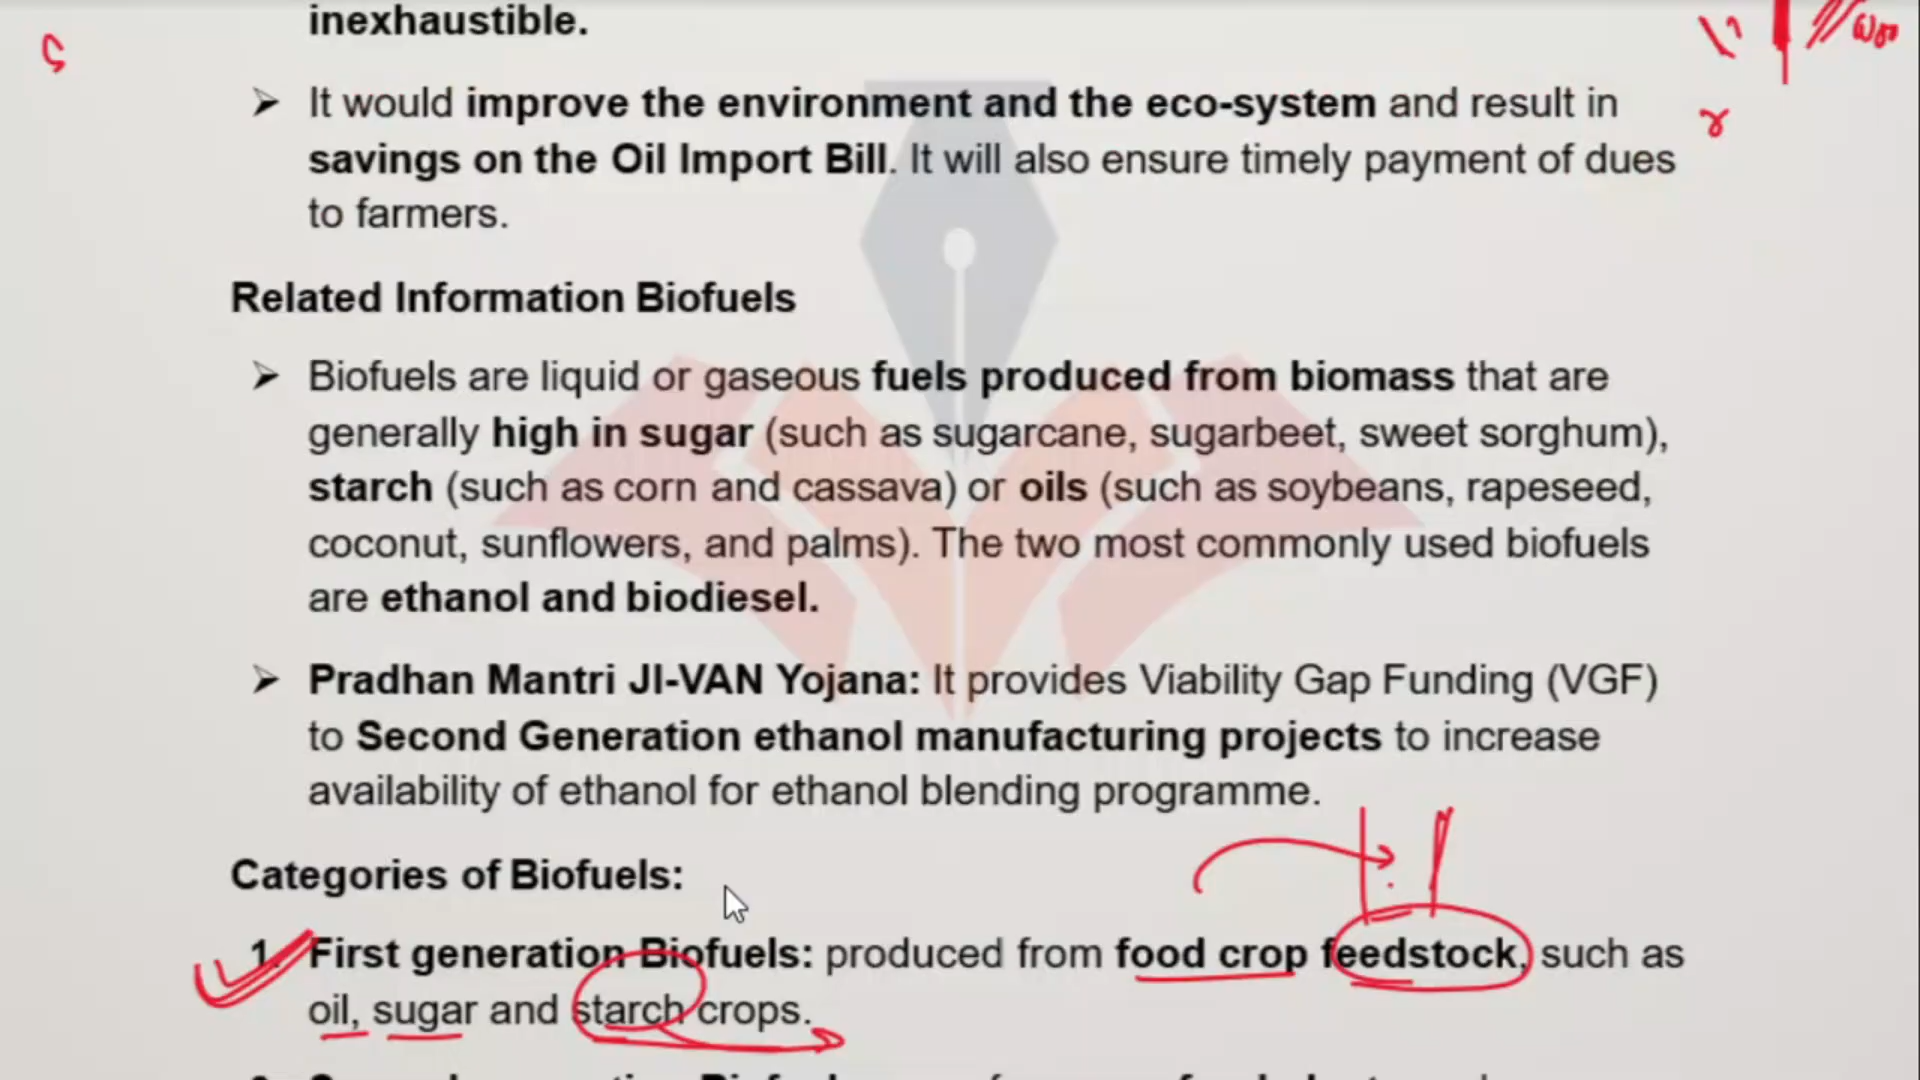 inexhaustible.
➤ It would improve the environment and the eco-system and result in
savings on the Oil Import Bill. It will also ensure timely payment of dues
to farmers.
Related Information Biofuels
➤ Biofuels are liquid or gaseous fuels produced from biomass that are
generally high in sugar (such as sugarcane, sugarbeet, sweet sorghum),
starch (such as corn and cassava) or oils (such as soybeans, rapeseed,
coconut, sunflowers, and palms). The two most commonly used biofuels
are ethanol and biodiesel.
➤ Pradhan Mantri JI-VAN Yojana: It provides Viability Gap Funding (VGF)
to Second Generation ethanol manufacturing projects to increase
availability of ethanol for ethanol blending programme.
Categories of Biofuels:
1. First generation Biofuels: produced from food crop feedstock, such as
oil, sugar and starch crops.